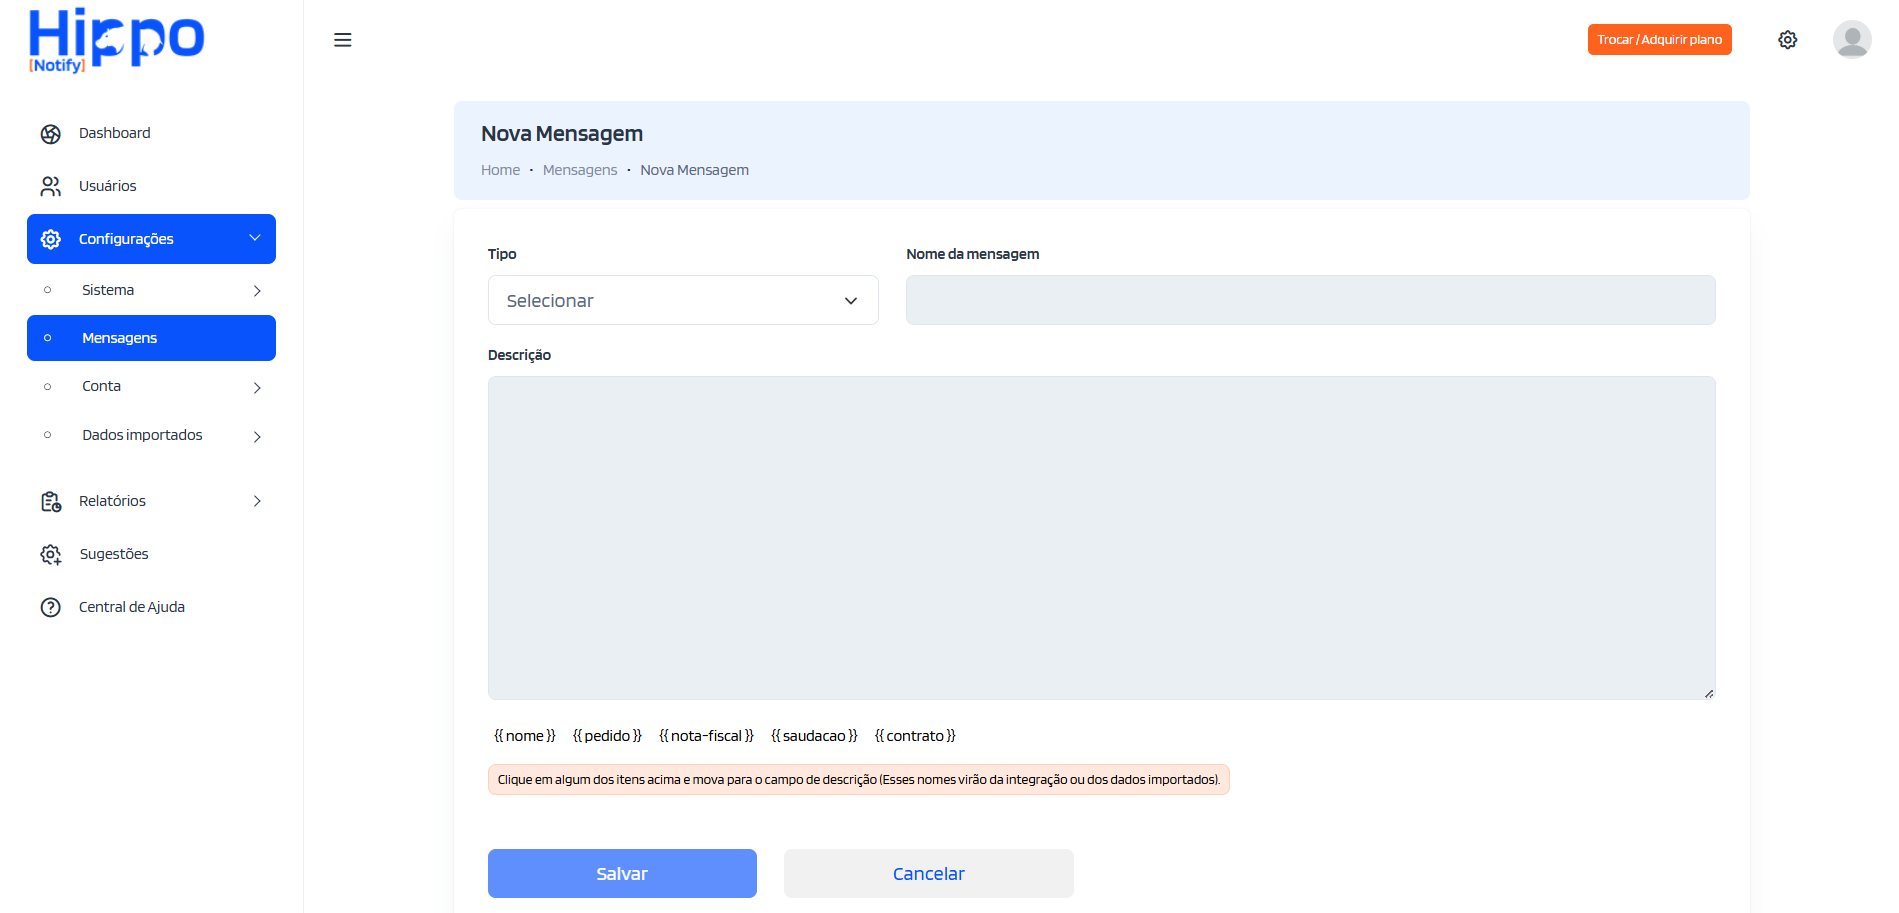 Hippo
[Notify]
Trocar / Adquirir plano
Dashboard
Usuários
Configurações
Sistema
Mensagens
Conta
Dados importados
Relatórios
Sugestões
Central de Ajuda
Nova Mensagem
Home • Mensagens • Nova Mensagem
Tipo
Selecionar
Nome da mensagem
Descrição
{{ nome }} {{ pedido }} {{ nota-fiscal }} {{ saudacao }} {{ contrato }}
Clique em algum dos itens acima e mova para o campo de descrição (Esses nomes virão da integração ou dos dados importados).
Salvar
Cancelar